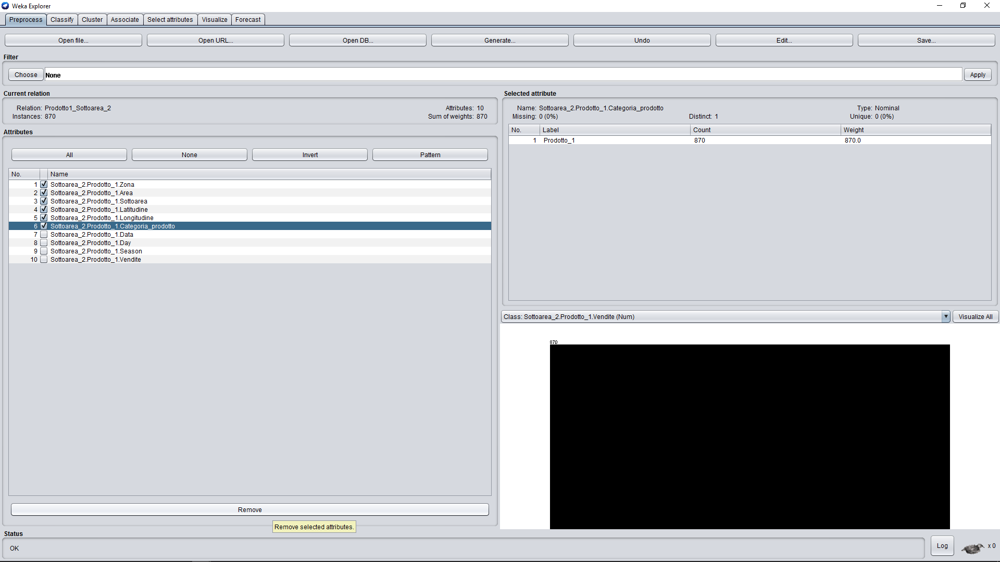 Weka Explorer
Preprocess Classify Cluster Associate Select attributes Visualize Forecast
Open file... Open URL... Open DB... Generate... Undo Edit... Save...
Filter
Choose None Apply
Current relation
Relation: Prodotto1_Sottoarea_2 Attributes: 10
Instances: 870 Sum of weights: 870
Attributes
All None Invert Pattern
No. Name
1 Sottoarea_2.Prodotto_1.Zona
2 Sottoarea_2.Prodotto_1.Area
3 Sottoarea_2.Prodotto_1.Sottoarea
4 Sottoarea_2.Prodotto_1.Latitudine
5 Sottoarea_2.Prodotto_1.Longitudine
6 Sottoarea_2.Prodotto_1.Categoria_prodotto
7 Sottoarea_2.Prodotto_1.Data
8 Sottoarea_2.Prodotto_1.Day
9 Sottoarea_2.Prodotto_1.Season
10 Sottoarea_2.Prodotto_1.Vendite
Remove
Remove selected attributes.
Selected attribute
Name: Sottoarea_2.Prodotto_1.Categoria_prodotto Type: Nominal
Missing: 0 (0%) Distinct: 1 Unique: 0 (0%)
No. Label Count Weight
1 Prodotto_1 870 870.0
Class: Sottoarea_2.Prodotto_1.Vendite (Num) Visualize All
870
Status
OK Log x 0